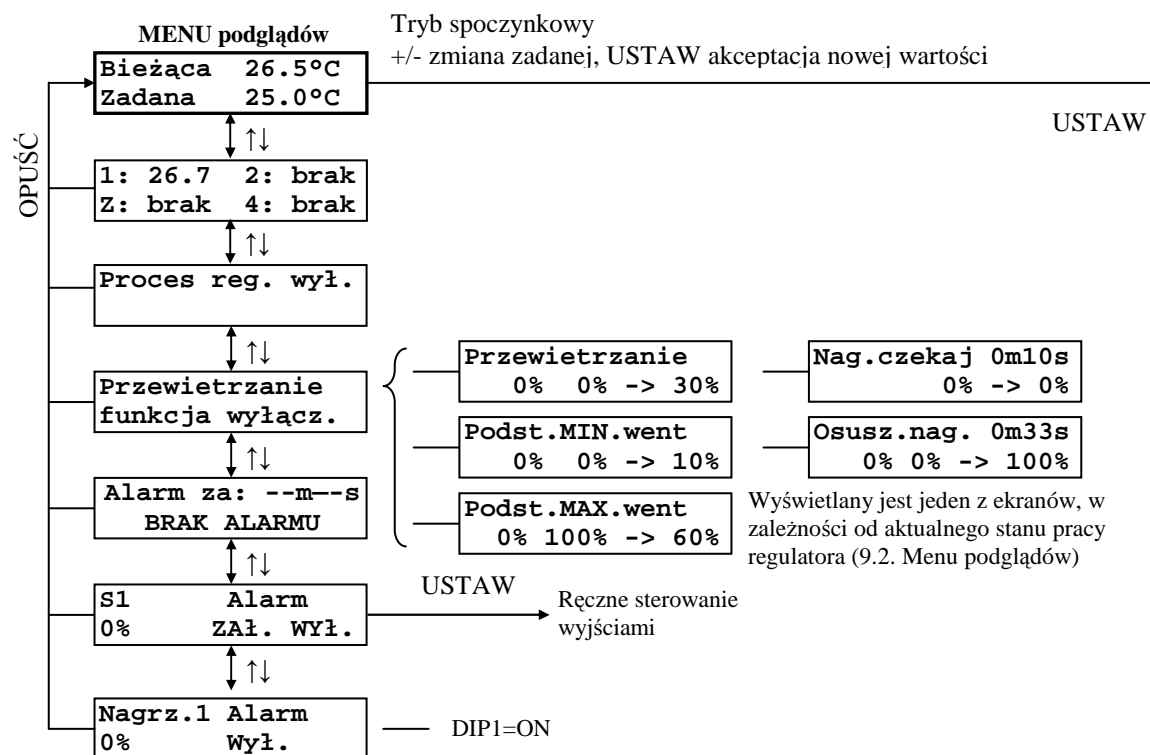 Tryb spoczynkowy
MENU podglądów
+/- zmiana zadanej, USTAW akceptacja nowej wartości
Bieżąca 26.5°C
Zadana 25.0°C
USTAW
OPUŚĆ
↑↓
1: 26.7 2: brak
Z: brak 4: brak
↑↓
Proces reg. wył.
↑↓
Przewietrzanie
funkcja wyłącz.
Przewietrzanie
0% 0% -> 30%
Nag.czekaj 0m10s
0% -> 0%
↑↓
Podst.MIN.went
0% 0% -> 10%
Osusz.nag. 0m33s
0% 0% -> 100%
Alarm za: --m--s
BRAK ALARMU
Podst.MAX.went
0% 100% -> 60%
Wyświetlany jest jeden z ekranów, w
zależności od aktualnego stanu pracy
regulatora (9.2. Menu podglądów)
↑↓
S1 Alarm
0% ZAŁ. WYŁ.
USTAW
Ręczne sterowanie
wyjściami
↑↓
Nagrz.1 Alarm
0% Wył.
DIP1=ON